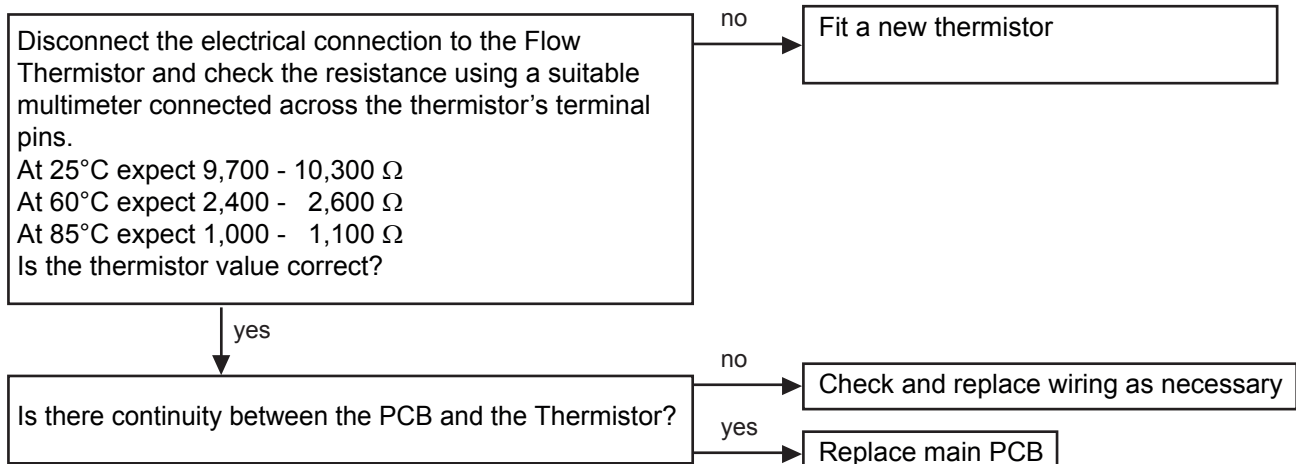 Disconnect the electrical connection to the Flow
Thermistor and check the resistance using a suitable
multimeter connected across the thermistor’s terminal
pins.
At 25°C expect 9,700 - 10,300 Ω
At 60°C expect 2,400 - 2,600 Ω
At 85°C expect 1,000 - 1,100 Ω
Is the thermistor value correct?
no
Fit a new thermistor
yes
Is there continuity between the PCB and the Thermistor?
no
Check and replace wiring as necessary
yes
Replace main PCB